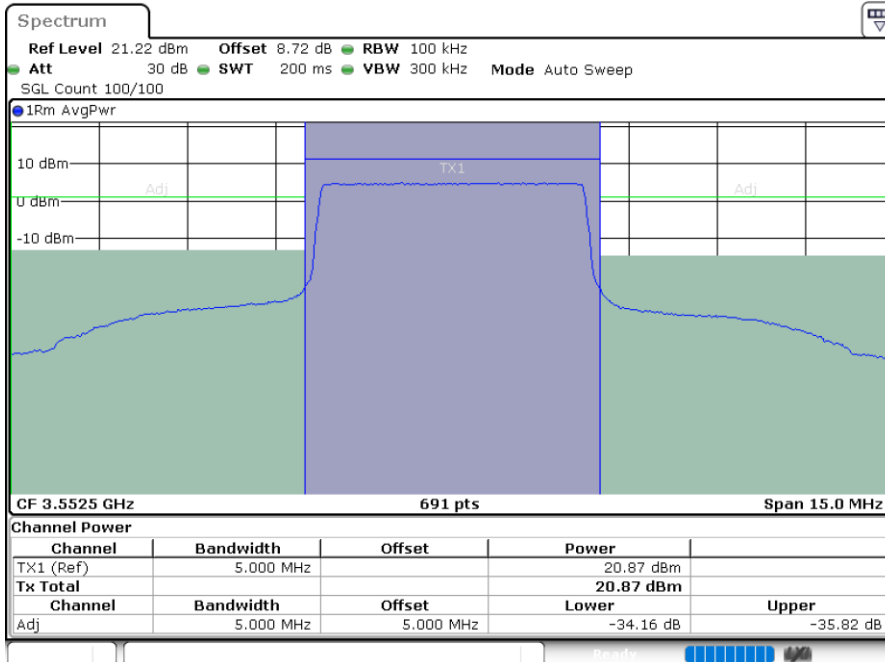 Spectrum
Ref Level 21.22 dBm Offset 8.72 dB RBW 100 kHz
Att 30 dB SWT 200 ms VBW 300 kHz Mode Auto Sweep
SGL Count 100/100
1Rm AvgPwr
10 dBm
TX1
Adj Adj
0 dBm
-10 dBm
CF 3.5525 GHz 691 pts Span 15.0 MHz
Channel Power
Channel Bandwidth Offset Power
TX1 (Ref) 5.000 MHz 20.87 dBm
Tx Total 20.87 dBm
Channel Bandwidth Offset Lower Upper
Adj 5.000 MHz 5.000 MHz -34.16 dB -35.82 dB
Ready